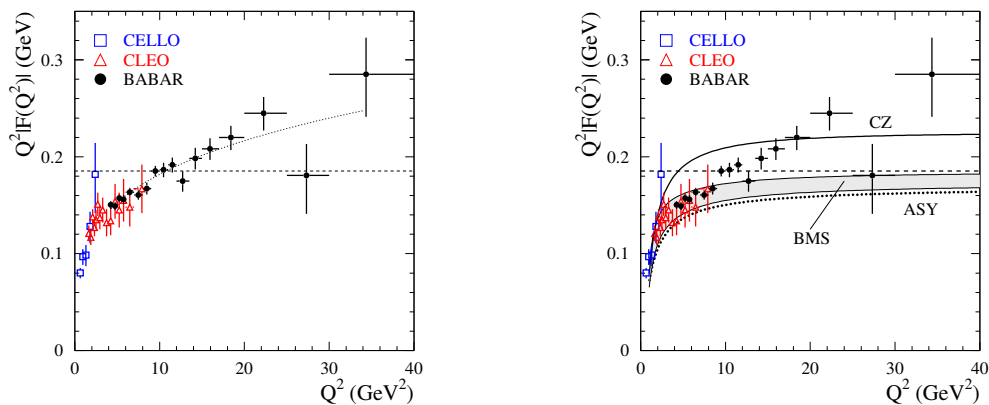 Q²|F(Q²)| (GeV)
0.3
0.2
0.1
0
CELLO
CLEO
BABAR
0 10 20 30 40
Q² (GeV²)
Q²|F(Q²)| (GeV)
0.3
0.2
0.1
0
CELLO
CLEO
BABAR
CZ
BMS
ASY
0 10 20 30 40
Q² (GeV²)